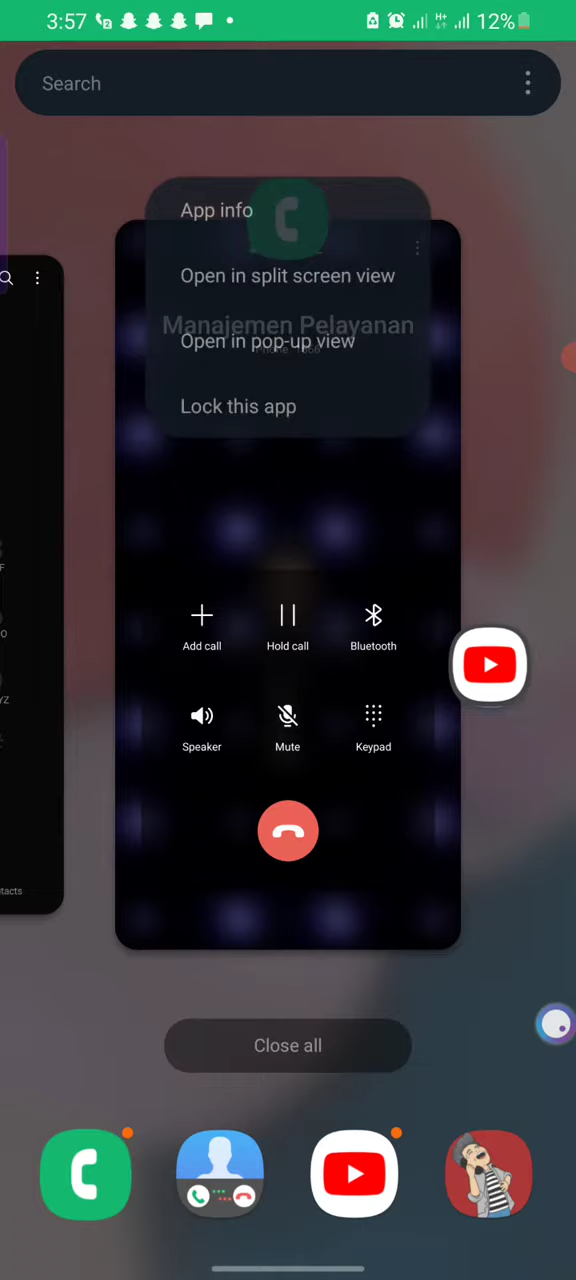 3:57
12%
Search
App info
Open in split screen view
Manajemen Pelayanan
Open in pop-up view
Lock this app
Add call
Hold call
Bluetooth
Speaker
Mute
Keypad
tacts
Close all